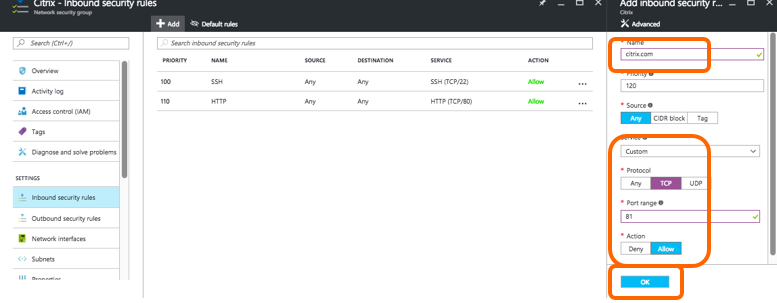 Citrix - Inbound security rules
Network security group
Add
Default rules
Search (Ctrl+/)
Overview
Activity log
Access control (IAM)
Tags
Diagnose and solve problems
SETTINGS
Inbound security rules
Outbound security rules
Network interfaces
Subnets
Properties
Search inbound security rules
PRIORITY NAME SOURCE DESTINATION SERVICE ACTION
100 SSH Any Any SSH (TCP/22) Allow ...
110 HTTP Any Any HTTP (TCP/80) Allow ...
Add inbound security r...
Citrix
Advanced
* Name
citrix.com
* Priority
120
* Source
Any CIDR block Tag
Service
Custom
* Protocol
Any TCP UDP
* Port range
81
* Action
Deny Allow
OK